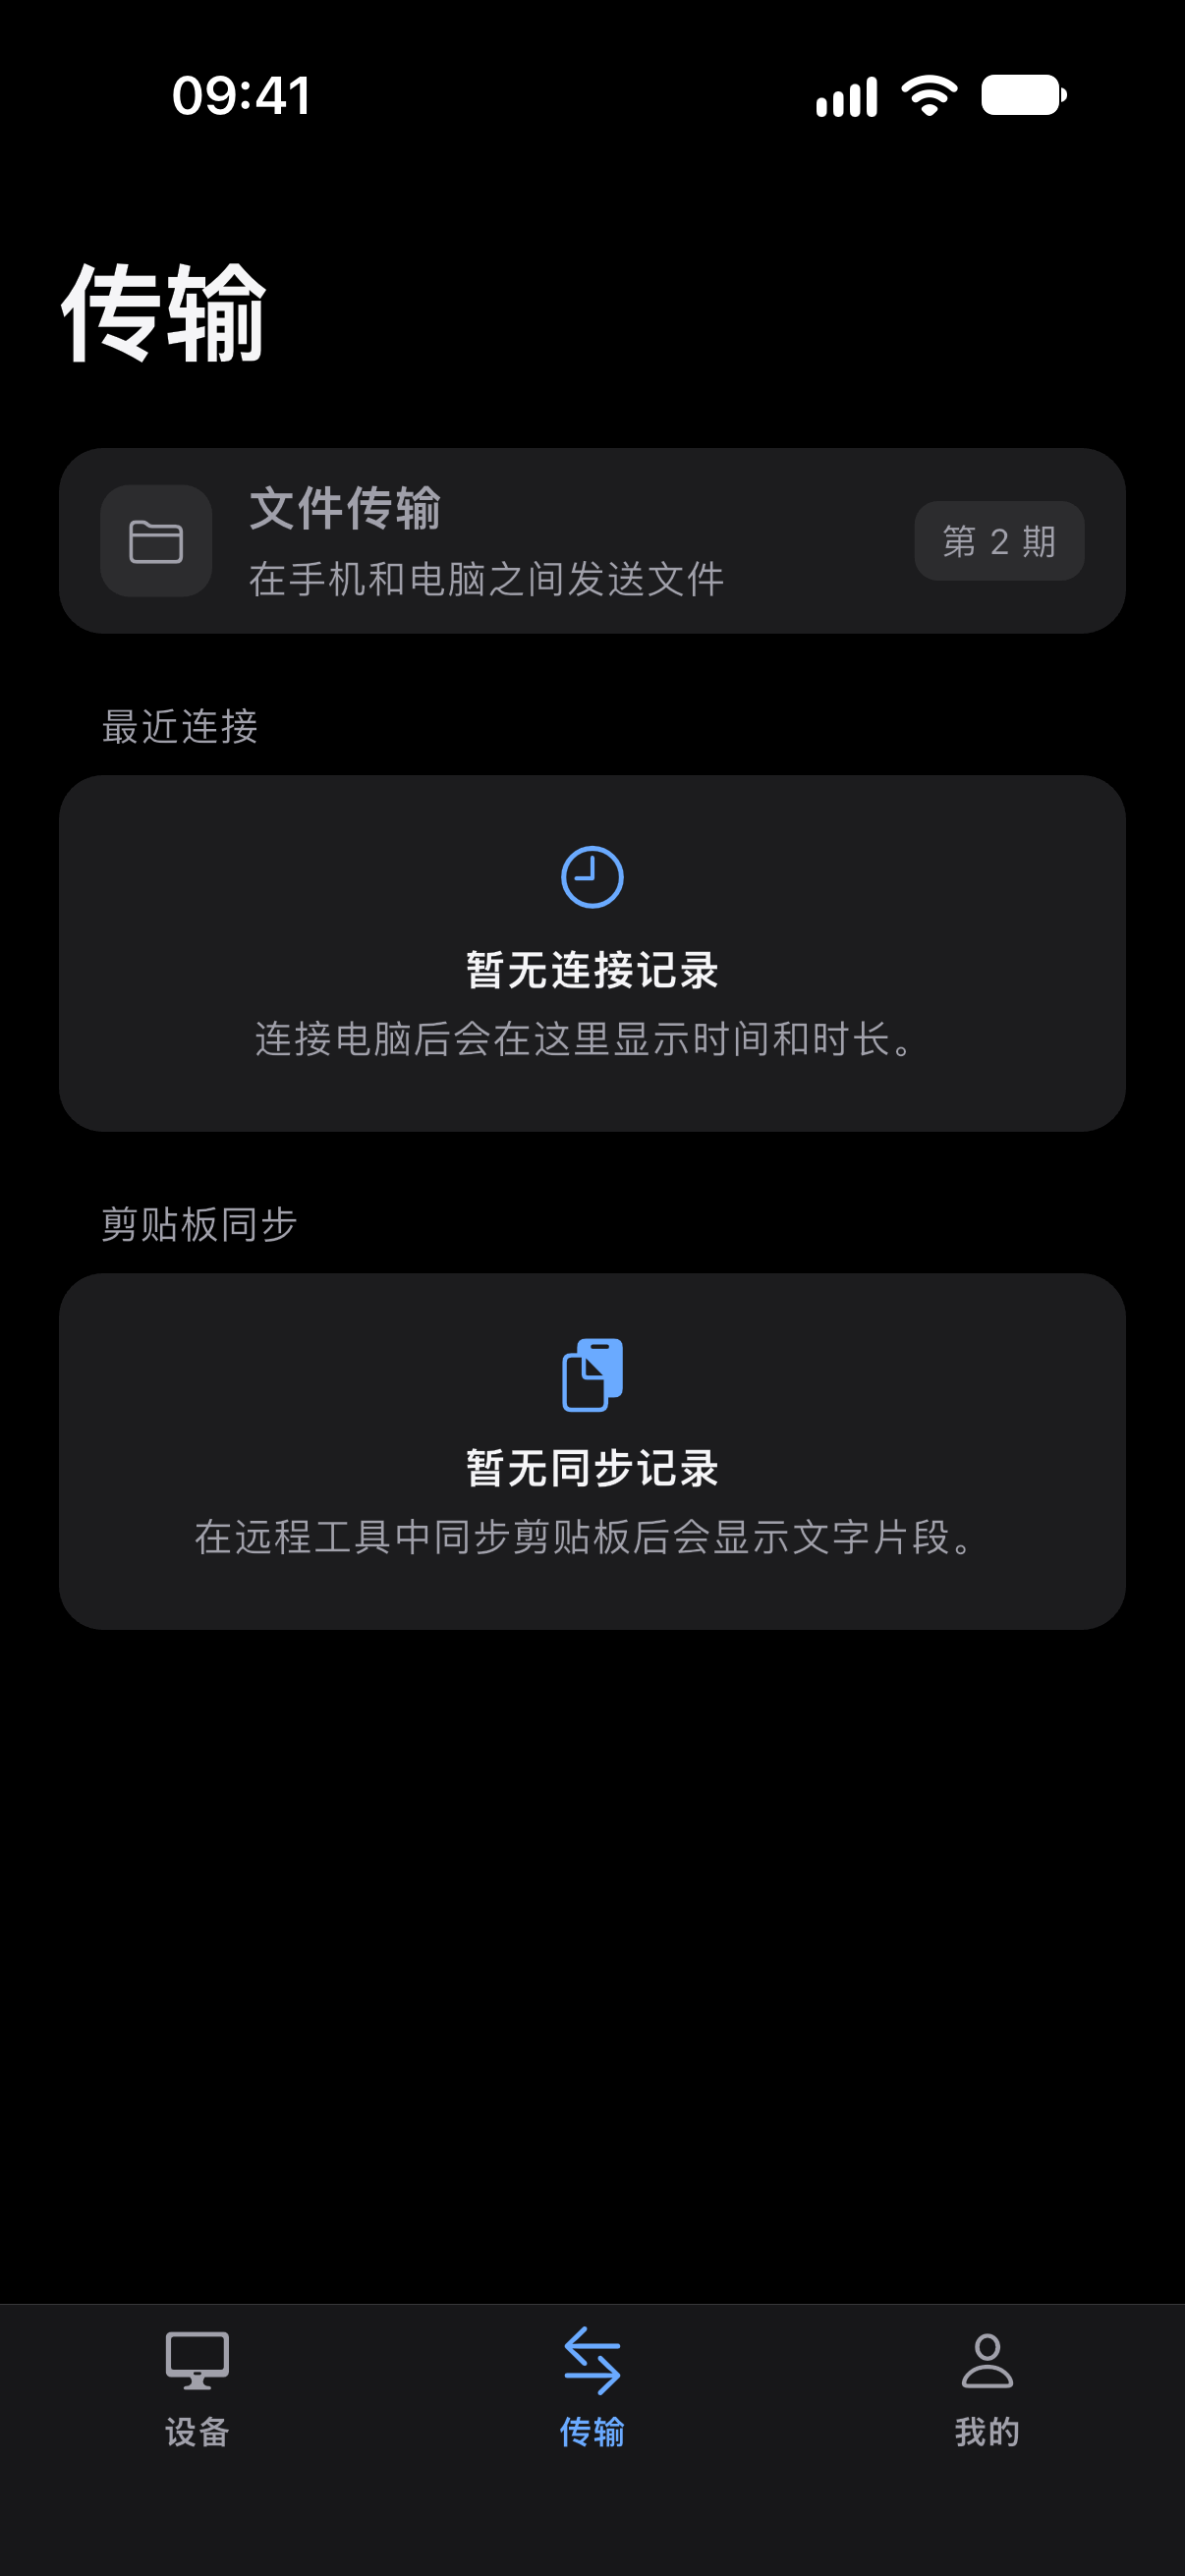 09:41
传输
文件传输
在手机和电脑之间发送文件
第 2 期
最近连接
暂无连接记录
连接电脑后会在这里显示时间和时长。
剪贴板同步
暂无同步记录
在远程工具中同步剪贴板后会显示文字片段。
设备
传输
我的